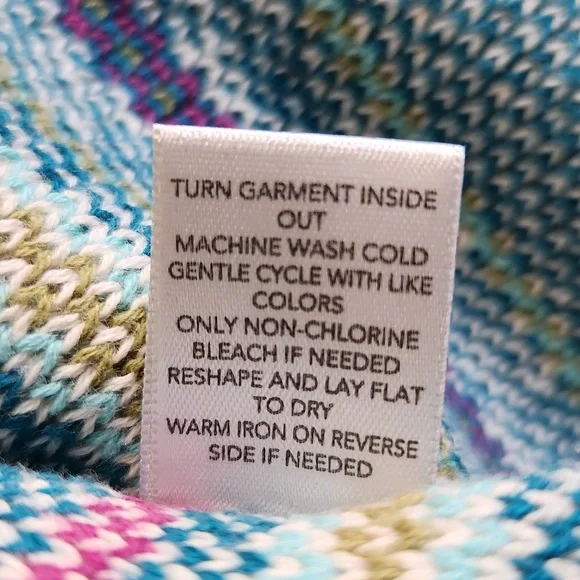 TURN GARMENT INSIDE
OUT
MACHINE WASH COLD
GENTLE CYCLE WITH LIKE
COLORS
ONLY NON-CHLORINE
BLEACH IF NEEDED
RESHAPE AND LAY FLAT
TO DRY
WARM IRON ON REVERSE
SIDE IF NEEDED